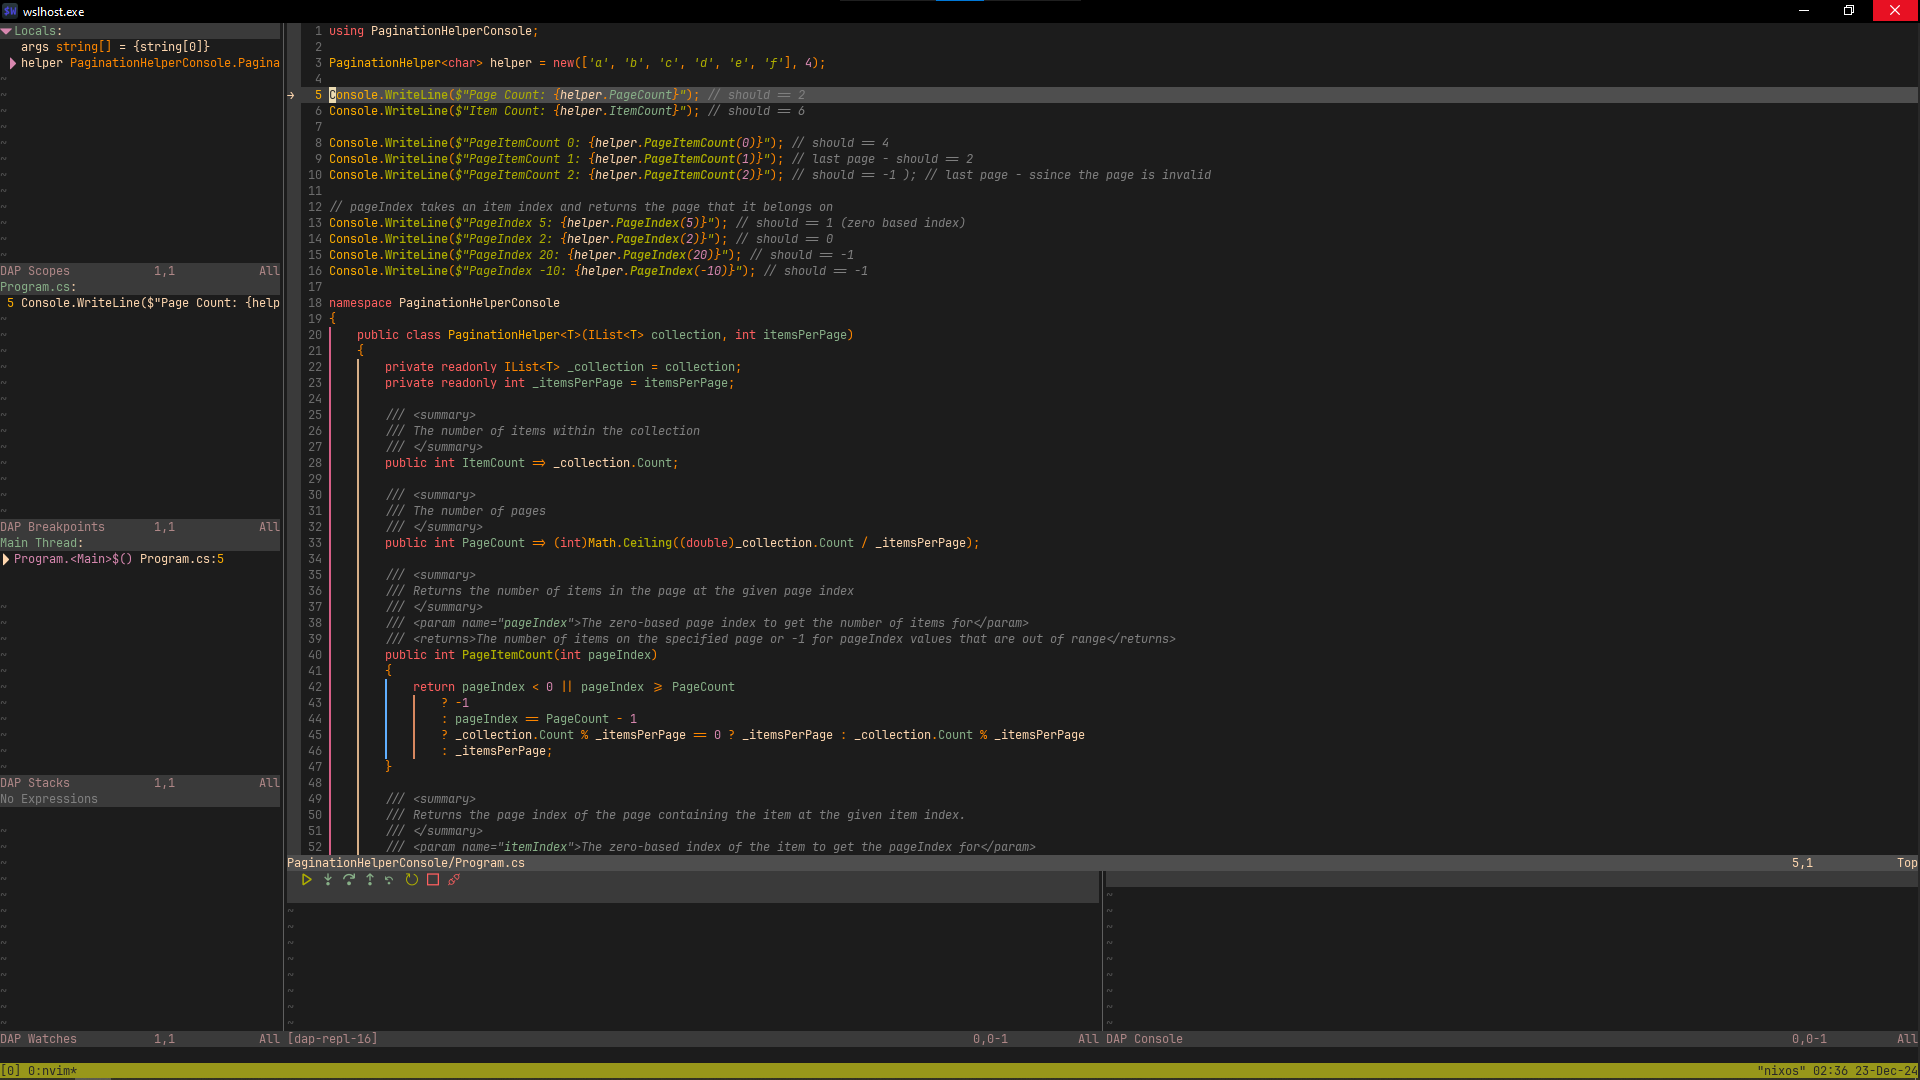 wslhost.exe
Locals:
args string[] = {string[0]}
helper PaginationHelperConsole.Pagina
DAP Scopes 1,1 All
Program.cs:
5 Console.WriteLine($"Page Count: {help
DAP Breakpoints 1,1 All
Main Thread:
Program.<Main>$() Program.cs:5
DAP Stacks 1,1 All
No Expressions
DAP Watches 1,1 All
1 using PaginationHelperConsole;
2
3 PaginationHelper<char> helper = new(['a', 'b', 'c', 'd', 'e', 'f'], 4);
4
→ 5 Console.WriteLine($"Page Count: {helper.PageCount}"); // should == 2
6 Console.WriteLine($"Item Count: {helper.ItemCount}"); // should == 6
7
8 Console.WriteLine($"PageItemCount 0: {helper.PageItemCount(0)}"); // should == 4
9 Console.WriteLine($"PageItemCount 1: {helper.PageItemCount(1)}"); // last page - should == 2
10 Console.WriteLine($"PageItemCount 2: {helper.PageItemCount(2)}"); // should == -1 ); // last page - ssince the page is invalid
11
12 // pageIndex takes an item index and returns the page that it belongs on
13 Console.WriteLine($"PageIndex 5: {helper.PageIndex(5)}"); // should == 1 (zero based index)
14 Console.WriteLine($"PageIndex 2: {helper.PageIndex(2)}"); // should == 0
15 Console.WriteLine($"PageIndex 20: {helper.PageIndex(20)}"); // should == -1
16 Console.WriteLine($"PageIndex -10: {helper.PageIndex(-10)}"); // should == -1
17
18 namespace PaginationHelperConsole
19 {
20 public class PaginationHelper<T>(IList<T> collection, int itemsPerPage)
21 {
22 private readonly IList<T> _collection = collection;
23 private readonly int _itemsPerPage = itemsPerPage;
24
25 /// <summary>
26 /// The number of items within the collection
27 /// </summary>
28 public int ItemCount => _collection.Count;
29
30 /// <summary>
31 /// The number of pages
32 /// </summary>
33 public int PageCount => (int)Math.Ceiling((double)_collection.Count / _itemsPerPage);
34
35 /// <summary>
36 /// Returns the number of items in the page at the given page index
37 /// </summary>
38 /// <param name="pageIndex">The zero-based page index to get the number of items for</param>
39 /// <returns>The number of items on the specified page or -1 for pageIndex values that are out of range</returns>
40 public int PageItemCount(int pageIndex)
41 {
42 return pageIndex < 0 || pageIndex >= PageCount
43 ? -1
44 : pageIndex == PageCount - 1
45 ? _collection.Count % _itemsPerPage == 0 ? _itemsPerPage : _collection.Count % _itemsPerPage
46 : _itemsPerPage;
47 }
48
49 /// <summary>
50 /// Returns the page index of the page containing the item at the given item index.
51 /// </summary>
52 /// <param name="itemIndex">The zero-based index of the item to get the pageIndex for</param>
PaginationHelperConsole/Program.cs 5,1 Top
[dap-repl-16] 0,0-1 All
DAP Console 0,0-1 All
[0] 0:nvim* "nixos" 02:36 23-Dec-24